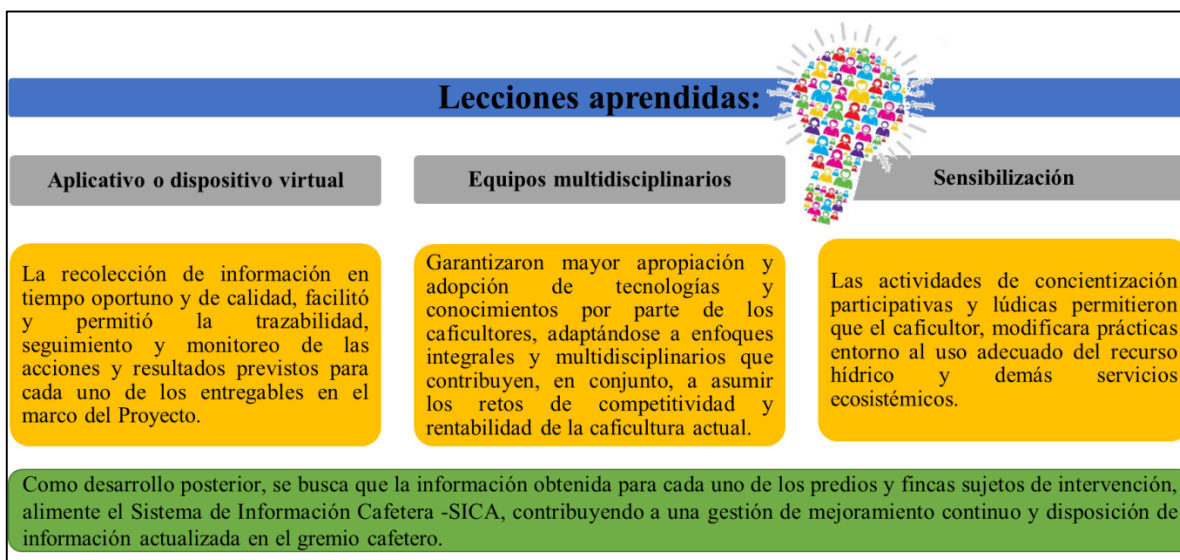 Lecciones aprendidas:
Aplicativo o dispositivo virtual
Equipos multidisciplinarios
Sensibilización
La recolección de información en
tiempo oportuno y de calidad, facilitó
y permitió la trazabilidad,
seguimiento y monitoreo de las
acciones y resultados previstos para
cada uno de los entregables en el
marco del Proyecto.
Garantizaron mayor apropiación y
adopción de tecnologías y
conocimientos por parte de los
caficultores, adaptándose a enfoques
integrales y multidisciplinarios que
contribuyen, en conjunto, a asumir
los retos de competitividad y
rentabilidad de la caficultura actual.
Las actividades de concientización
participativas y lúdicas permitieron
que el caficultor, modificara prácticas
entorno al uso adecuado del recurso
hídrico y demás servicios
ecosistémicos.
Como desarrollo posterior, se busca que la información obtenida para cada uno de los predios y fincas sujetos de intervención,
alimente el Sistema de Información Cafetera -SICA, contribuyendo a una gestión de mejoramiento continuo y disposición de
información actualizada en el gremio cafetero.